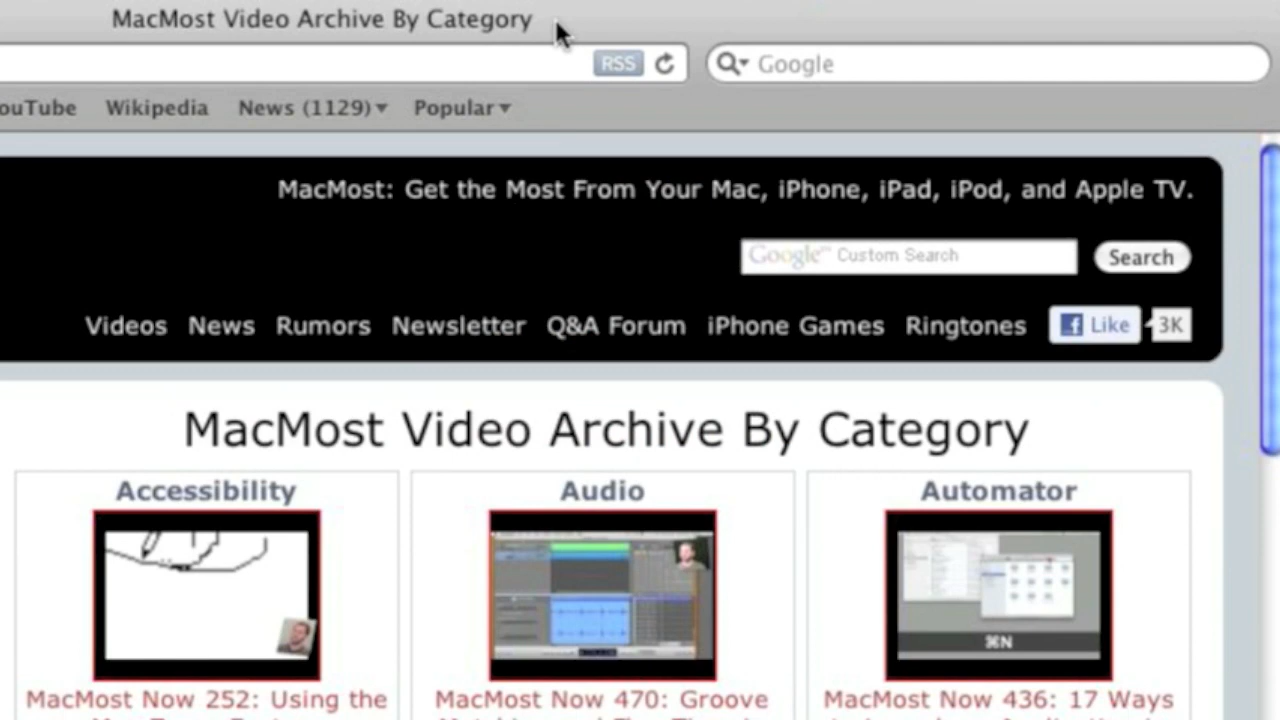 MacMost Video Archive By Category
RSS
Google
ouTube Wikipedia News (1129) Popular
MacMost: Get the Most From Your Mac, iPhone, iPad, iPod, and Apple TV.
Google™ Custom Search Search
Videos News Rumors Newsletter Q&A Forum iPhone Games Ringtones Like 3K
MacMost Video Archive By Category
Accessibility Audio Automator
⌘N
MacMost Now 252: Using the MacMost Now 470: Groove MacMost Now 436: 17 Ways